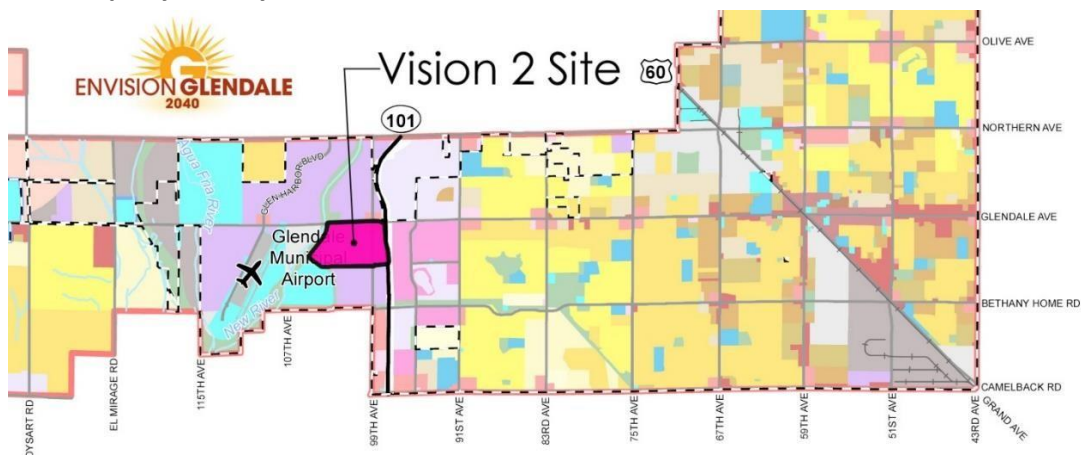 ENVISION GLENDALE
2040
Vision 2 Site
60
OLIVE AVE
101
NORTHERN AVE
Agua Fria River
GLEN HARBOR BLVD
GLENDALE AVE
Glendale
Municipal
Airport
New River
BETHANY HOME RD
CAMELBACK RD
DYSART RD
EL MIRAGE RD
115TH AVE
107TH AVE
99TH AVE
91ST AVE
83RD AVE
75TH AVE
67TH AVE
59TH AVE
51ST AVE
43RD AVE
GRAND AVE